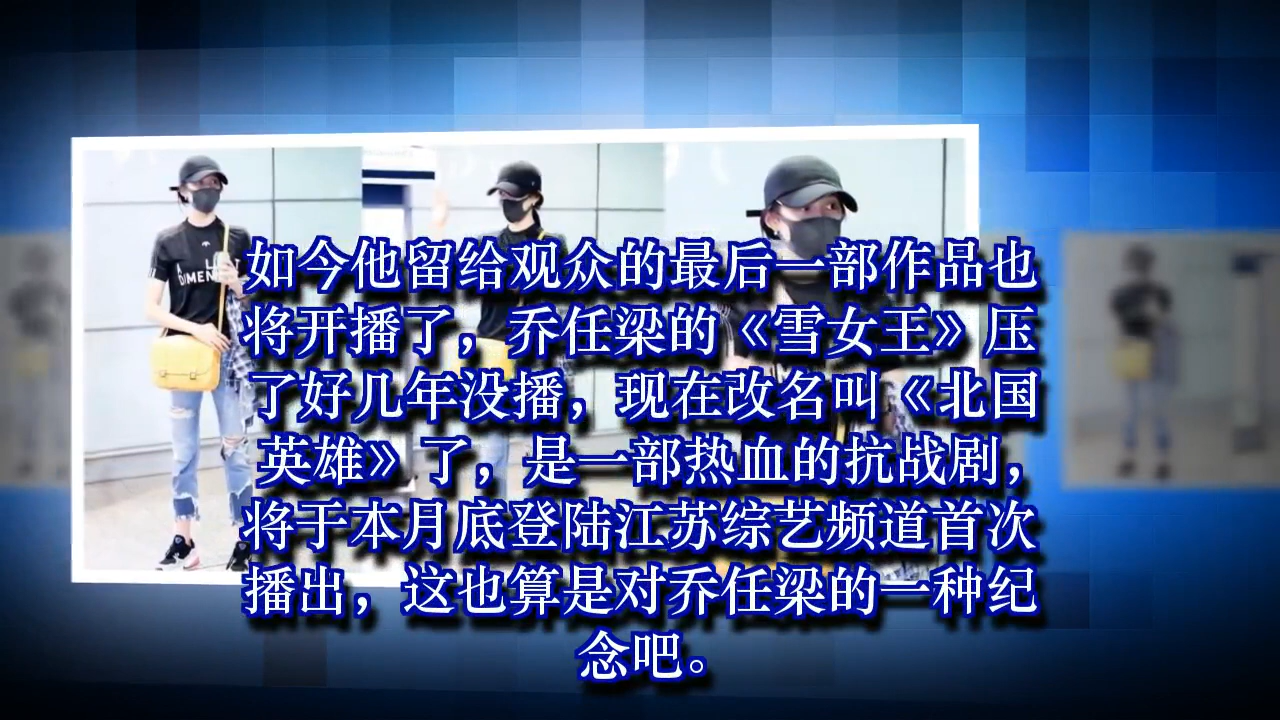 A L
DIMEN
如今他留给观众的最后一部作品也
将开播了，乔任梁的《雪女王》压
了好几年没播，现在改名叫《北国
英雄》了，是一部热血的抗战剧，
将于本月底登陆江苏综艺频道首次
播出，这也算是对乔任梁的一种纪
念吧。